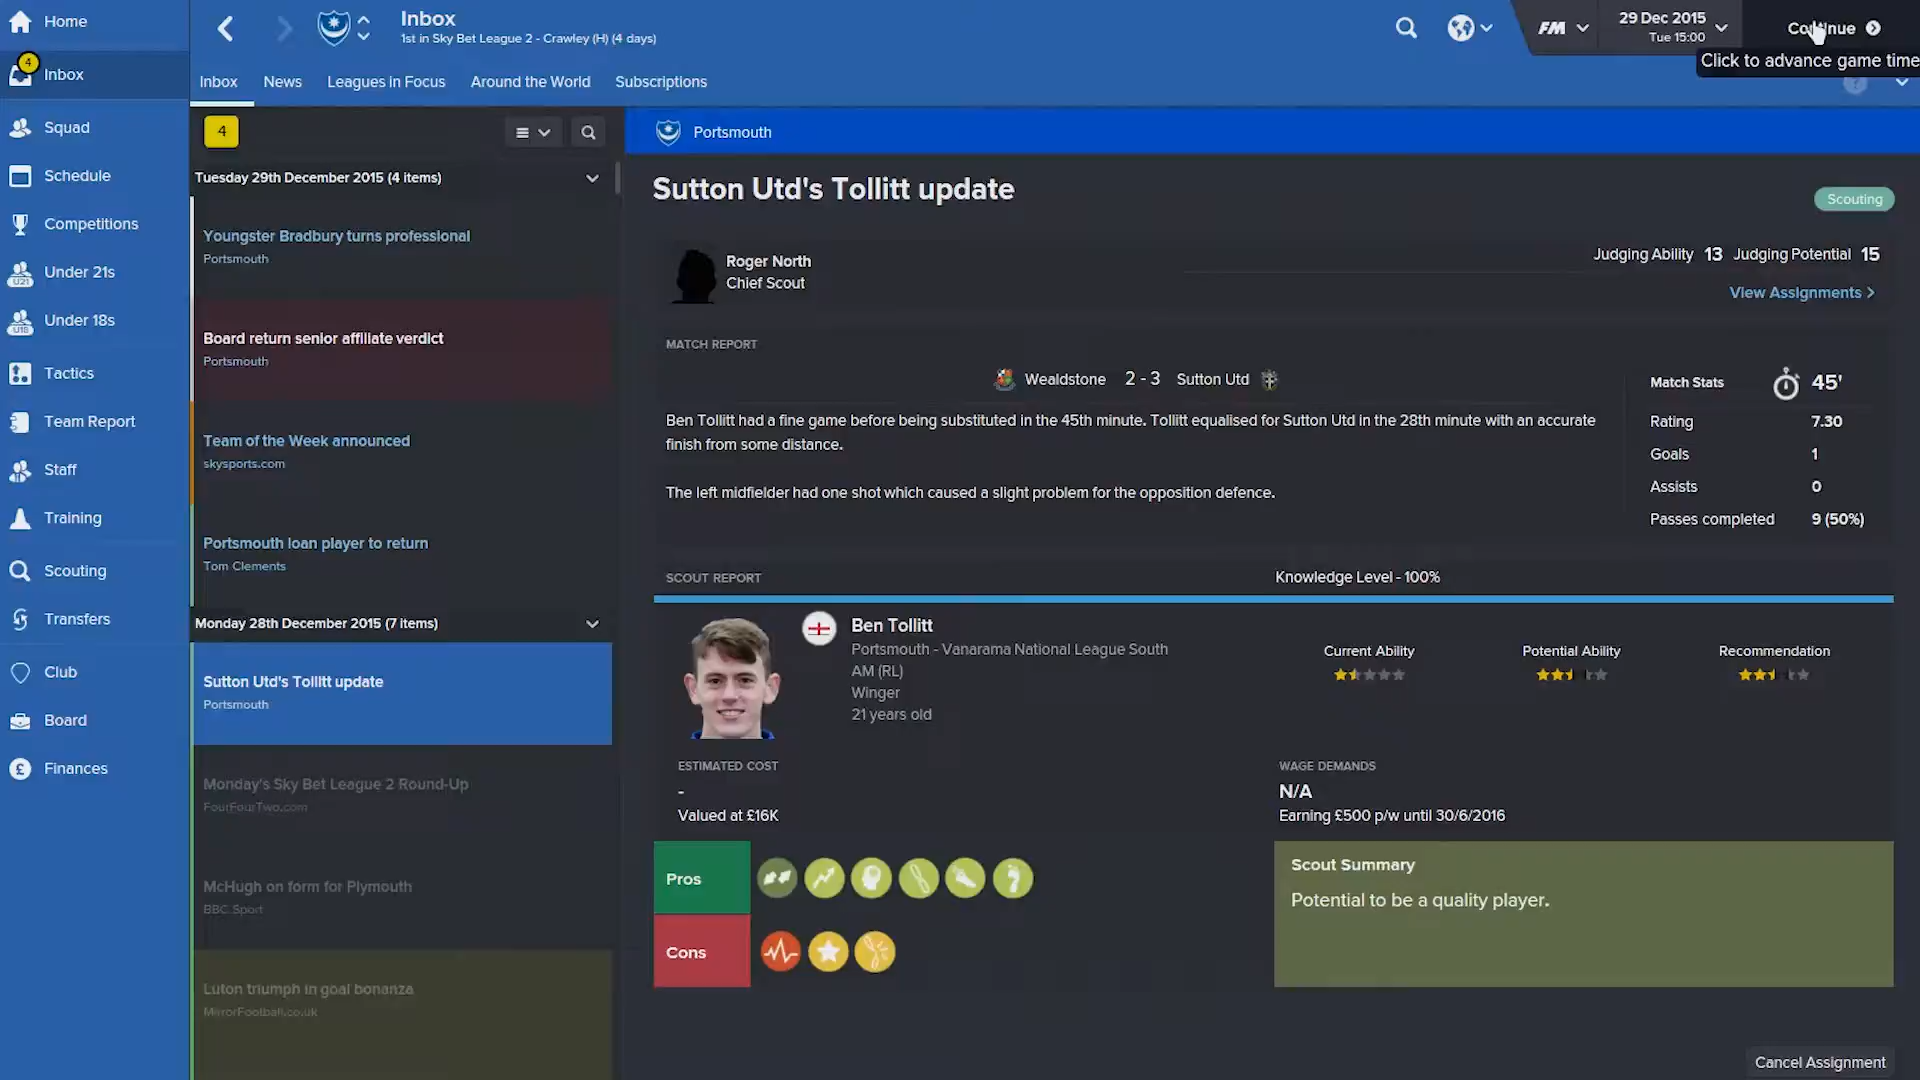 Home
4
Inbox
Squad
Schedule
Competitions
Under 21s
U21
Under 18s
U18
Tactics
Team Report
Staff
Training
Scouting
Transfers
Club
Board
£ Finances
Inbox
1st in Sky Bet League 2 - Crawley (H) (4 days)
FM
29 Dec 2015
Tue 15:00
Continue
Click to advance game time
Inbox News Leagues in Focus Around the World Subscriptions
?
4
Tuesday 29th December 2015 (4 items)
Youngster Bradbury turns professional
Portsmouth
Board return senior affiliate verdict
Portsmouth
Team of the Week announced
skysports.com
Portsmouth loan player to return
Tom Clements
Monday 28th December 2015 (7 items)
Sutton Utd's Tollitt update
Portsmouth
Monday's Sky Bet League 2 Round-Up
FourFourTwo.com
McHugh on form for Plymouth
BBC Sport
Luton triumph in goal bonanza
MirrorFootball.co.uk
Portsmouth
Sutton Utd's Tollitt update
Scouting
Roger North
Chief Scout
Judging Ability 13 Judging Potential 15
View Assignments >
MATCH REPORT
Wealdstone 2 - 3 Sutton Utd
Ben Tollitt had a fine game before being substituted in the 45th minute. Tollitt equalised for Sutton Utd in the 28th minute with an accurate
finish from some distance.
The left midfielder had one shot which caused a slight problem for the opposition defence.
Match Stats 45'
Rating 7.30
Goals 1
Assists 0
Passes completed 9 (50%)
SCOUT REPORT
Knowledge Level - 100%
Ben Tollitt
Portsmouth - Vanarama National League South
AM (RL)
Winger
21 years old
Current Ability
Potential Ability
Recommendation
ESTIMATED COST
-
Valued at £16K
WAGE DEMANDS
N/A
Earning £500 p/w until 30/6/2016
Pros
Cons
Scout Summary
Potential to be a quality player.
Cancel Assignment